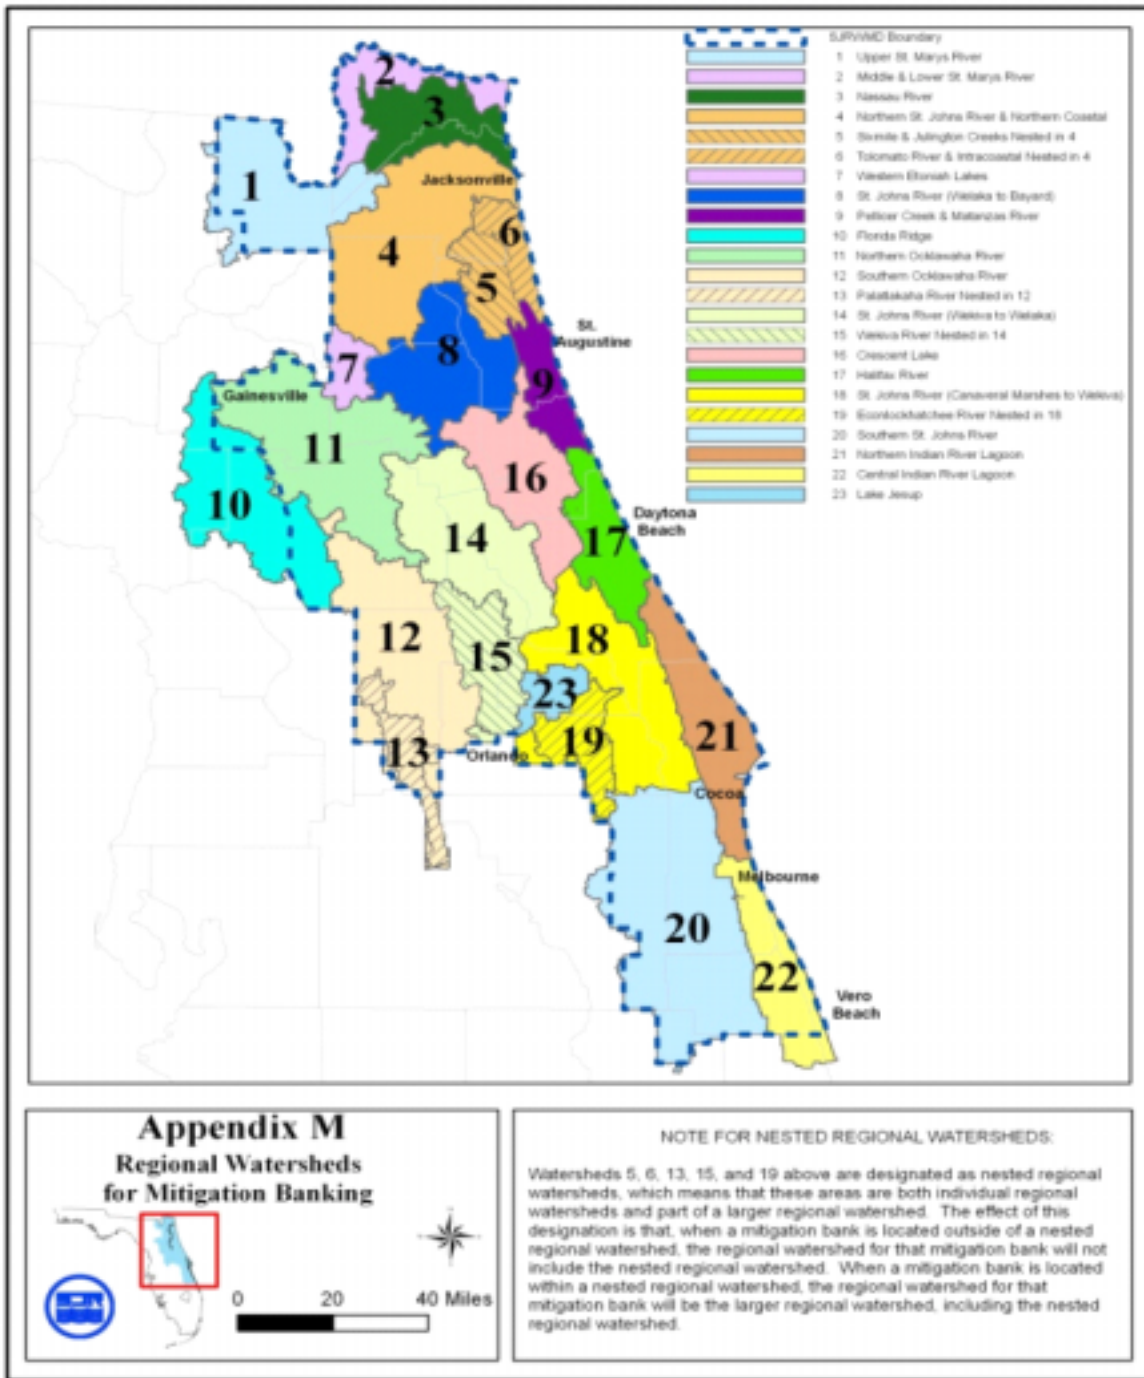 SJRWMD Boundary
1 Upper St. Marys River
2 Middle & Lower St. Marys River
3 Nassau River
4 Northern St. Johns River & Northern Coastal
5 Sixmile & Julington Creeks Nested in 4
6 Tolomato River & Intracoastal Nested in 4
7 Western Etoniah Lakes
8 St. Johns River (Welaka to Bayard)
9 Pellicer Creek & Matanzas River
10 Florida Ridge
11 Northern Ocklawaha River
12 Southern Ocklawaha River
13 Palatlakaha River Nested in 12
14 St. Johns River (Wekiva to Welaka)
15 Wekiva River Nested in 14
16 Crescent Lake
17 Halifax River
18 St. Johns River (Canaveral Marshes to Wekiva)
19 Econlockhatchee River Nested in 18
20 Southern St. Johns River
21 Northern Indian River Lagoon
22 Central Indian River Lagoon
23 Lake Jesup
2
3
1
Jacksonville
6
4
5
St.
Augustine
8
7
9
Gainesville
11
16
10
Daytona
Beach
14
17
12
18
15
23
21
19
13
Orlando
Cocoa
Melbourne
20
22
Vero
Beach
Appendix M
Regional Watersheds
for Mitigation Banking
0 20 40 Miles
NOTE FOR NESTED REGIONAL WATERSHEDS:
Watersheds 5, 6, 13, 15, and 19 above are designated as nested regional
watersheds, which means that these areas are both individual regional
watersheds and part of a larger regional watershed. The effect of this
designation is that, when a mitigation bank is located outside of a nested
regional watershed, the regional watershed for that mitigation bank will not
include the nested regional watershed. When a mitigation bank is located
within a nested regional watershed, the regional watershed for that
mitigation bank will be the larger regional watershed, including the nested
regional watershed.